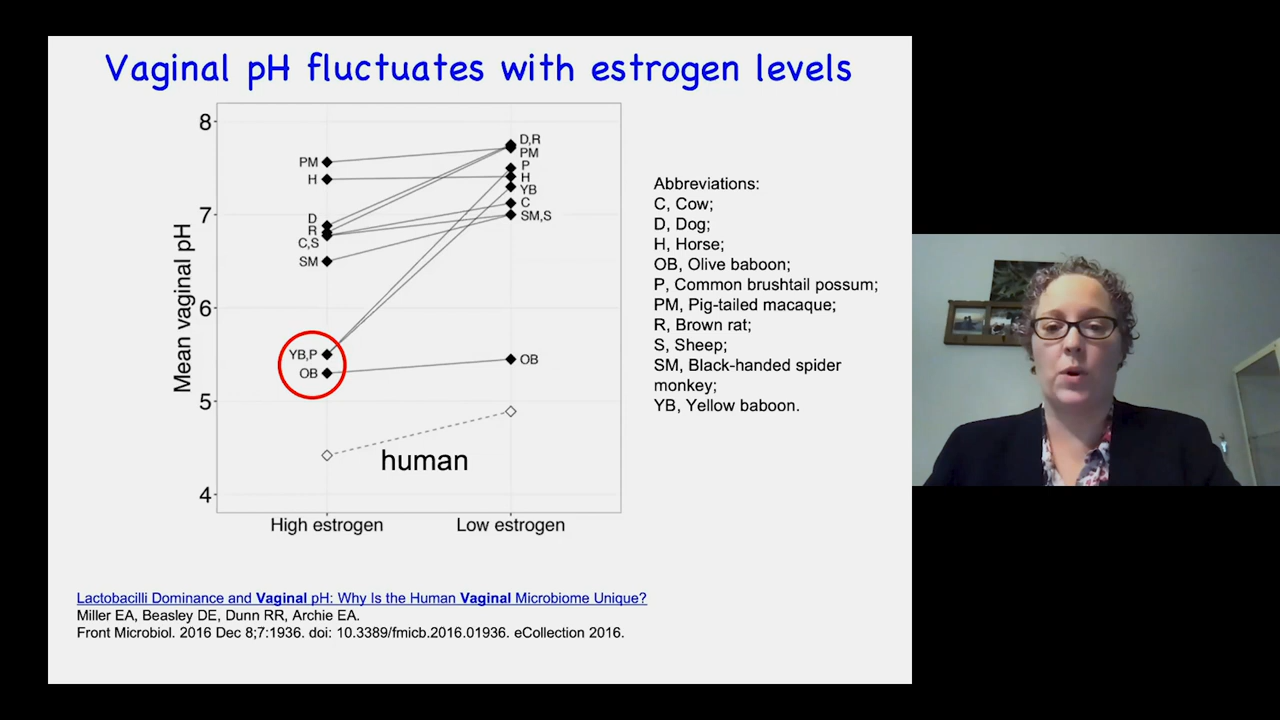 Vaginal pH fluctuates with estrogen levels
Mean vaginal pH
8
7
6
5
4
PM
H
D
R
C,S
SM
YB,P
OB
D,R
PM
P
H
YB
C
SM,S
OB
human
High estrogen
Low estrogen
Abbreviations:
C, Cow;
D, Dog;
H, Horse;
OB, Olive baboon;
P, Common brushtail possum;
PM, Pig-tailed macaque;
R, Brown rat;
S, Sheep;
SM, Black-handed spider
monkey;
YB, Yellow baboon.
Lactobacilli Dominance and Vaginal pH: Why Is the Human Vaginal Microbiome Unique?
Miller EA, Beasley DE, Dunn RR, Archie EA.
Front Microbiol. 2016 Dec 8;7:1936. doi: 10.3389/fmicb.2016.01936. eCollection 2016.